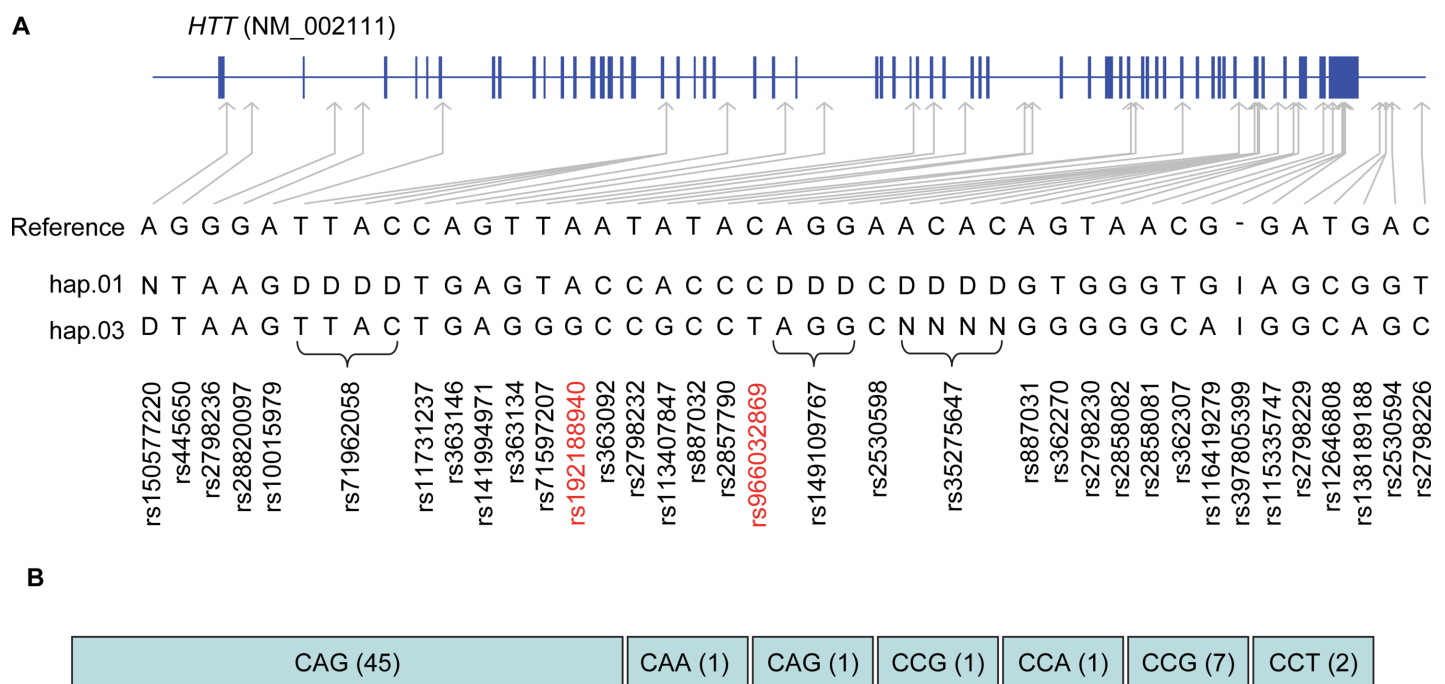 A
HTT (NM_002111)
Reference A G G G A T T A C C A G T T A A T A T A C A G G A A C A C A G T A A C G - G A T G A C
hap.01 N T A A G D D D D T G A G T A C C A C C C D D D C D D D D G T G G G T G I A G C G G T
hap.03 D T A A G T T A C T G A G G G C C G C C T A G G C N N N N G G G G G C A I G G C A G C
rs150577220
rs445650
rs2798236
rs28820097
rs10015979
rs71962058
rs11731237
rs363146
rs141994971
rs363134
rs71597207
rs192188940
rs363092
rs2798232
rs113407847
rs887032
rs2857790
rs966032869
rs149109767
rs2530598
rs35275647
rs887031
rs362270
rs2798230
rs2858082
rs2858081
rs362307
rs116419279
rs397805399
rs115335747
rs2798229
rs12646808
rs138189188
rs2530594
rs2798226
B
CAG (45) CAA (1) CAG (1) CCG (1) CCA (1) CCG (7) CCT (2)